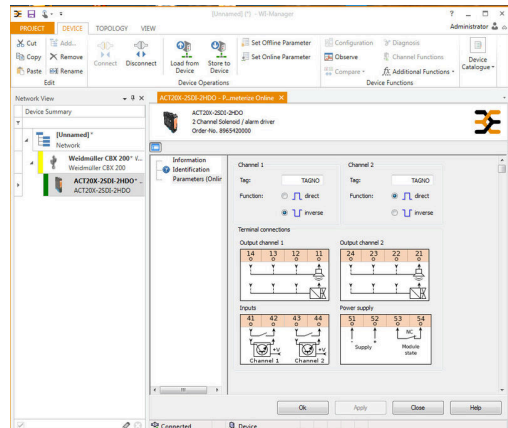 [Unnamed] (*) - WI-Manager
PROJECT DEVICE TOPOLOGY VIEW Administrator
Cut Add...
Copy Remove
Paste Rename
Edit
Connect Disconnect Load from Device Store to Device
Device Operations
Set Offline Parameter
Set Online Parameter
Configuration Diagnosis
Observe Channel Functions
Compare Additional Functions
Device Functions
Device Catalogue
Network View
Device Summary
[Unnamed] *
Network
Weidmüller CBX 200* V...
Weidmüller CBX 200
ACT20X-2SDI-2HDO* -
ACT20X-2SDI-2HDO
ACT20X-2SDI-2HDO - P...meterize Online
ACT20X-2SDI-2HDO
2 Channel Solenoid / alarm driver
Order-No. 8965420000
Information
Identification
Parameters (Onlin
Channel 1 Channel 2
Tag: TAGNO Tag: TAGNO
Function: direct Function: direct
inverse inverse
Terminal connections
Output channel 1 Output channel 2
14 13 12 11 24 23 22 21
Inputs Power supply
41 42 43 44 51 52 53 54
NC
+V +V
Supply Module state
Channel 1 Channel 2
Ok Apply Close Help
Connected Device